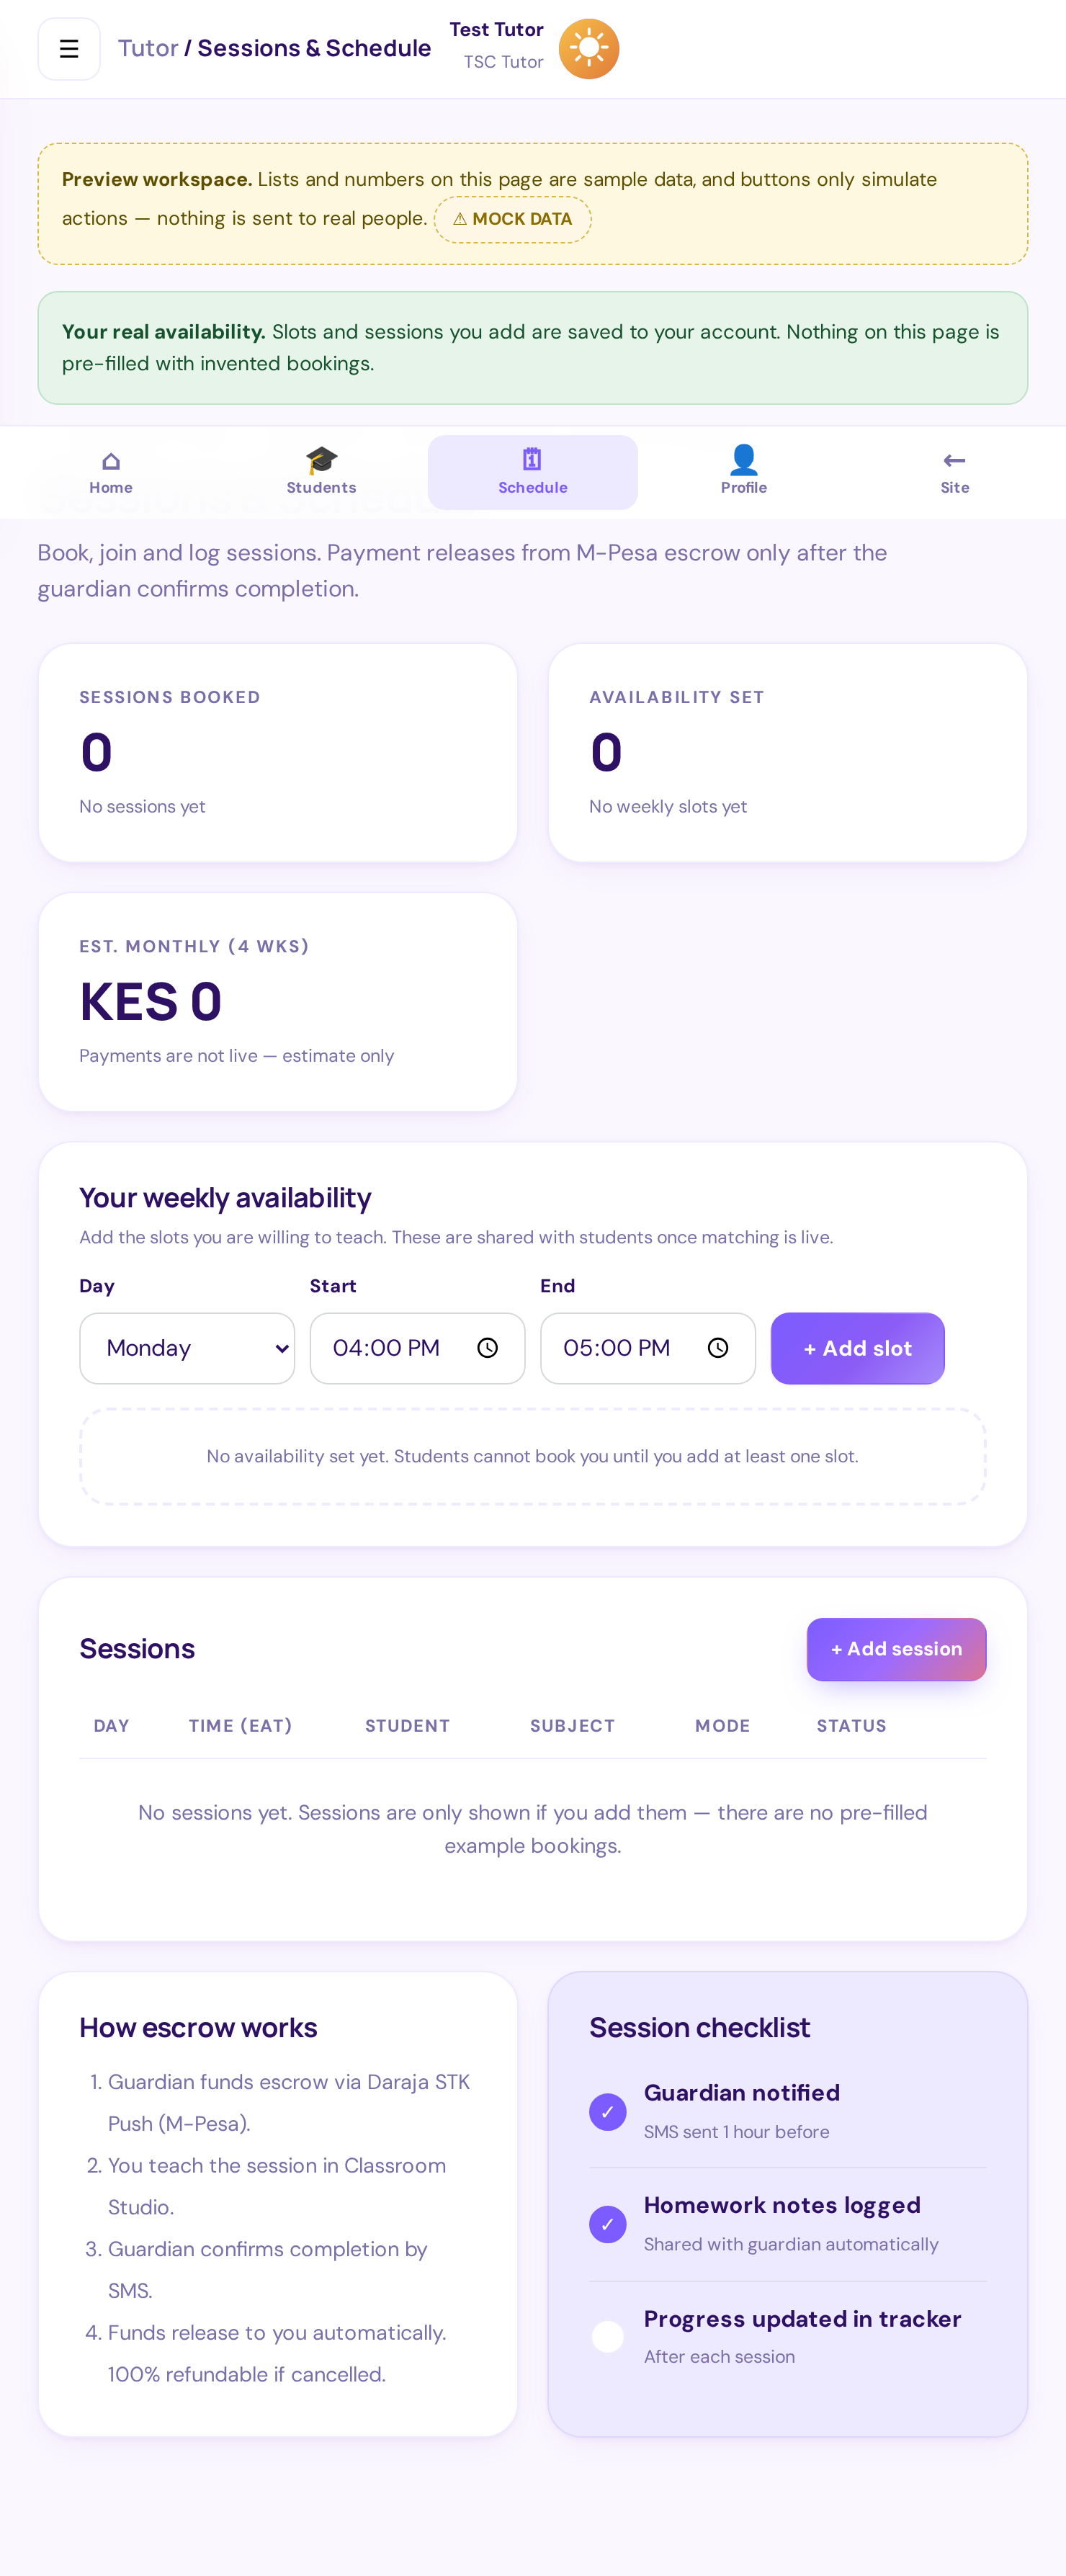 ☰ Tutor / Sessions & Schedule
Test Tutor
TSC Tutor
Preview workspace. Lists and numbers on this page are sample data, and buttons only simulate
actions — nothing is sent to real people. ⚠ MOCK DATA
Your real availability. Slots and sessions you add are saved to your account. Nothing on this page is
pre-filled with invented bookings.
Home Students Schedule Profile Site
Book, join and log sessions. Payment releases from M-Pesa escrow only after the
guardian confirms completion.
SESSIONS BOOKED
0
No sessions yet
AVAILABILITY SET
0
No weekly slots yet
EST. MONTHLY (4 WKS)
KES 0
Payments are not live — estimate only
Your weekly availability
Add the slots you are willing to teach. These are shared with students once matching is live.
Day Start End
Monday 04:00 PM 05:00 PM + Add slot
No availability set yet. Students cannot book you until you add at least one slot.
Sessions + Add session
DAY TIME (EAT) STUDENT SUBJECT MODE STATUS
No sessions yet. Sessions are only shown if you add them — there are no pre-filled
example bookings.
How escrow works
1. Guardian funds escrow via Daraja STK
Push (M-Pesa).
2. You teach the session in Classroom
Studio.
3. Guardian confirms completion by
SMS.
4. Funds release to you automatically.
100% refundable if cancelled.
Session checklist
✓ Guardian notified
SMS sent 1 hour before
✓ Homework notes logged
Shared with guardian automatically
Progress updated in tracker
After each session